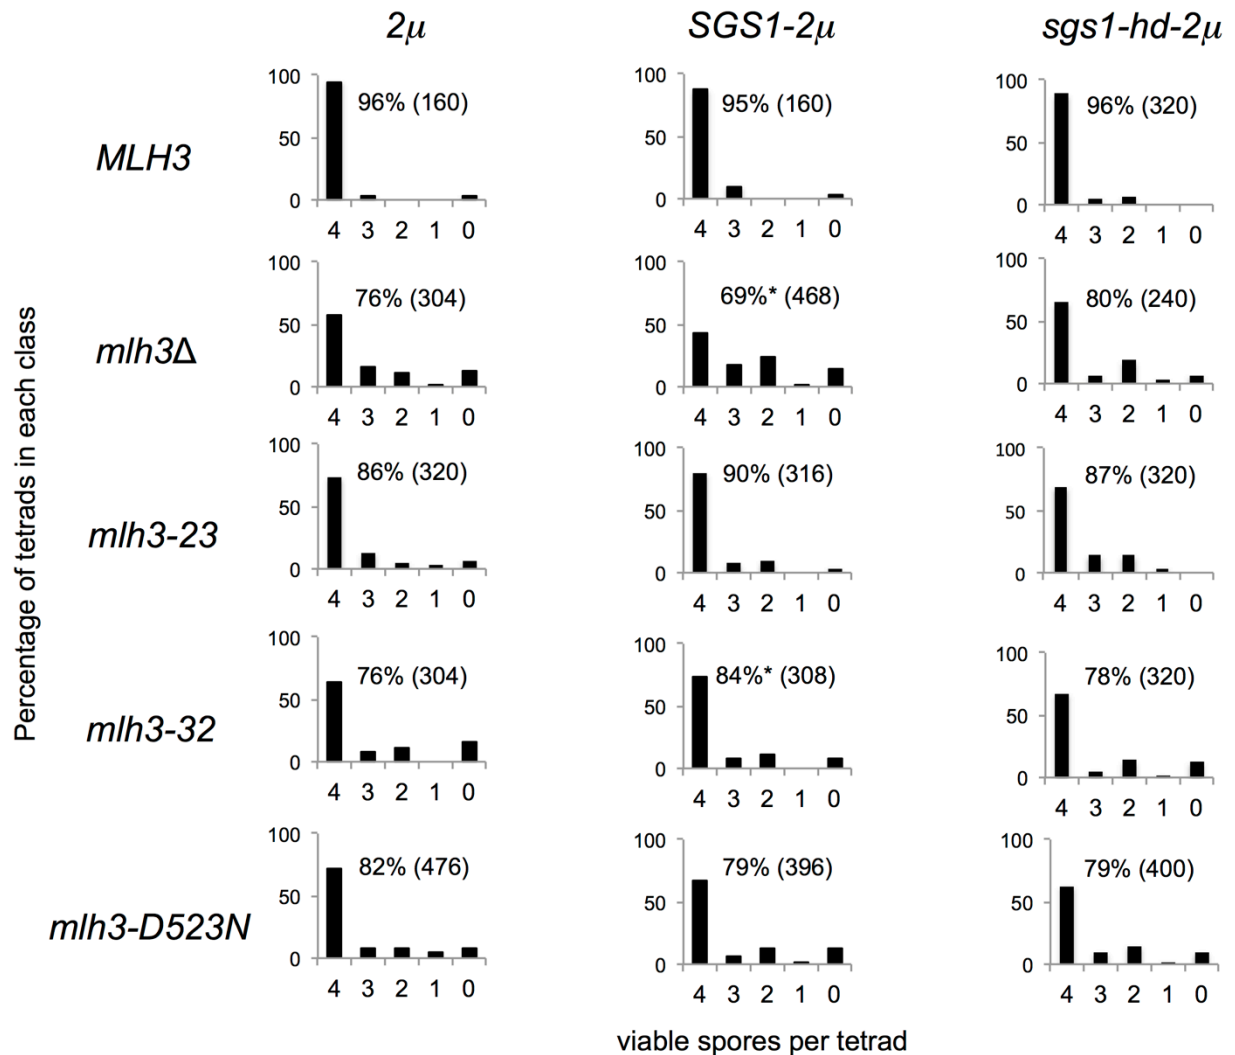 2μ SGS1-2μ sgs1-hd-2μ
Percentage of tetrads in each class
MLH3
100
50
0
96% (160)
4 3 2 1 0
100
50
0
95% (160)
4 3 2 1 0
100
50
0
96% (320)
4 3 2 1 0
mlh3Δ
100
50
0
76% (304)
4 3 2 1 0
100
50
0
69%* (468)
4 3 2 1 0
100
50
0
80% (240)
4 3 2 1 0
mlh3-23
100
50
0
86% (320)
4 3 2 1 0
100
50
0
90% (316)
4 3 2 1 0
100
50
0
87% (320)
4 3 2 1 0
mlh3-32
100
50
0
76% (304)
4 3 2 1 0
100
50
0
84%* (308)
4 3 2 1 0
100
50
0
78% (320)
4 3 2 1 0
mlh3-D523N
100
50
0
82% (476)
4 3 2 1 0
100
50
0
79% (396)
4 3 2 1 0
100
50
0
79% (400)
4 3 2 1 0
viable spores per tetrad